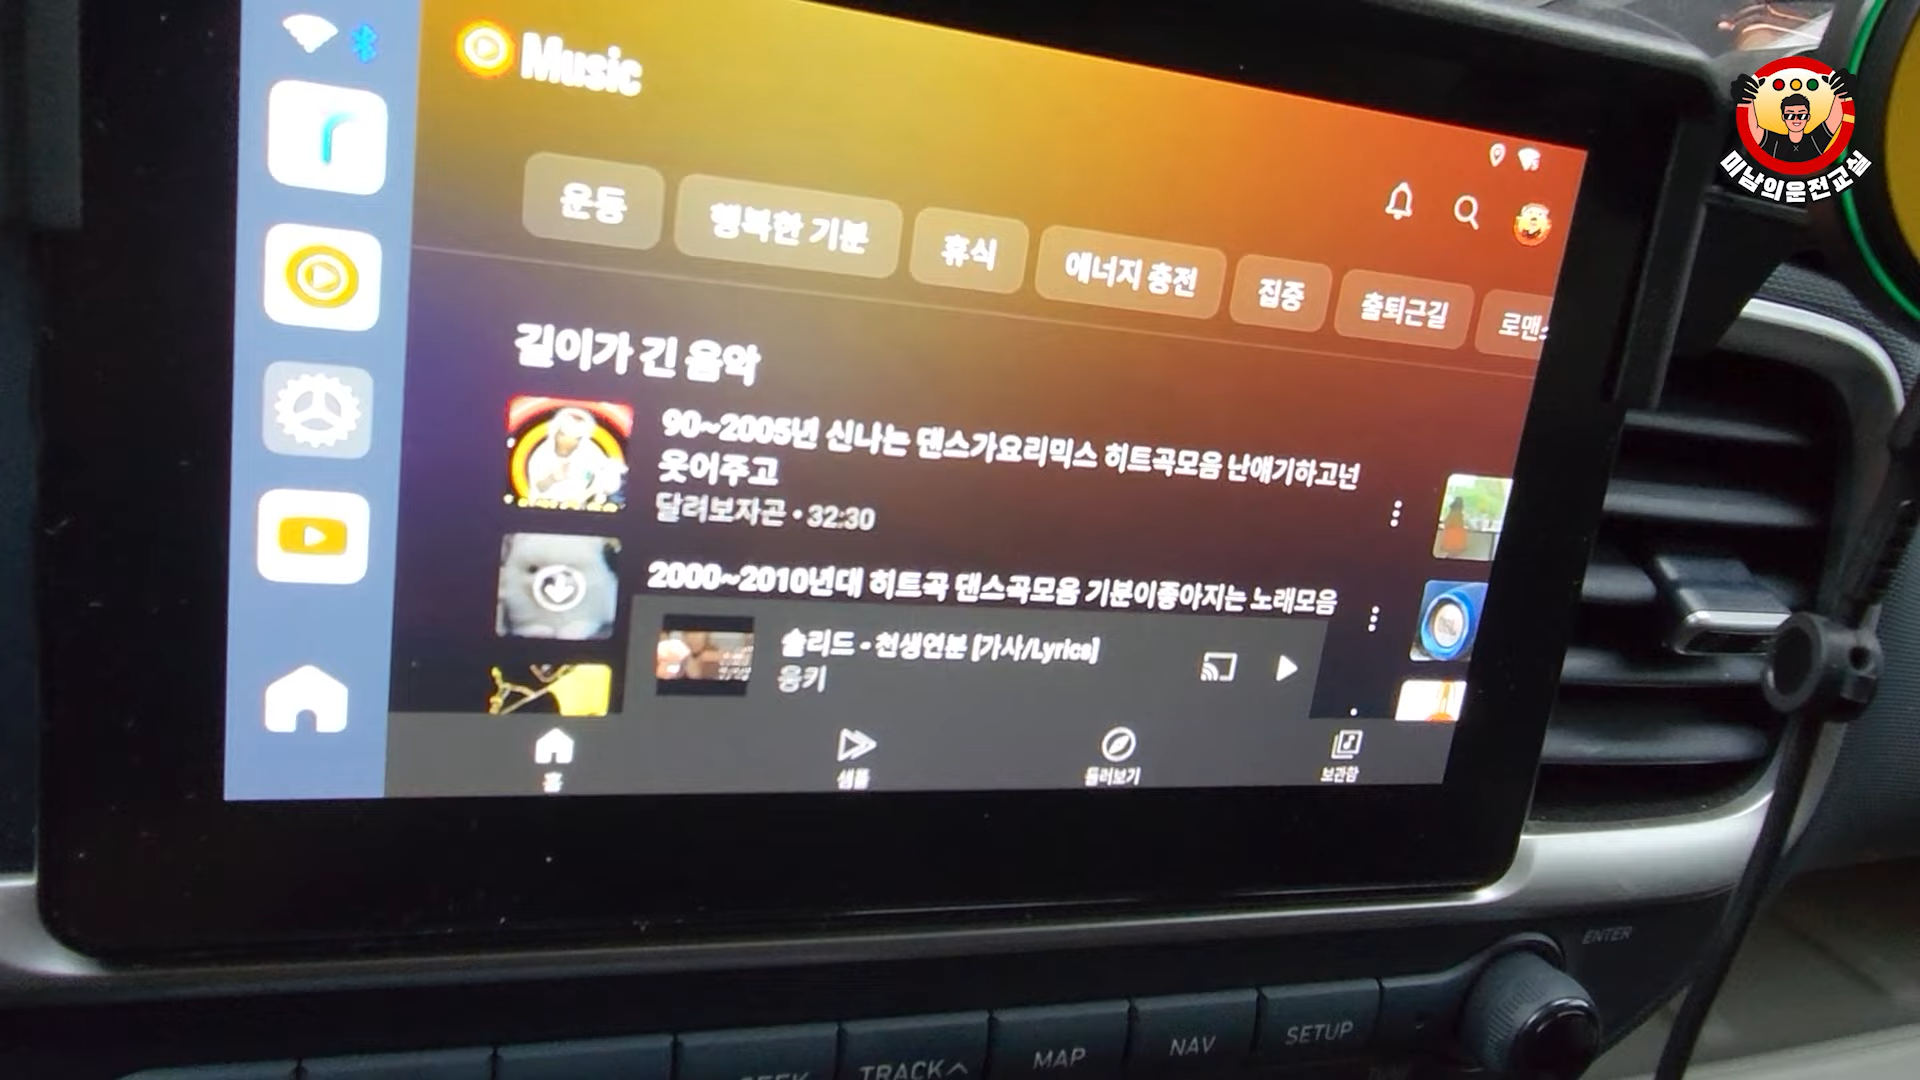 Music
미남의운전교실
운동
행복한 기분
휴식
에너지 충전
집중
출퇴근길
로맨스
길이가 긴 음악
90~2005년 신나는 댄스가요리믹스 히트곡모음 난얘기하고넌
웃어주고
달려보자곤 • 32:30
2000~2010년대 히트곡 댄스곡모음 기분이좋아지는 노래모음
솔리드 - 천생연분 [가사/Lyrics]
웅키
홈
샘플
둘러보기
보관함
ENTER
SEEK
TRACK
MAP
NAV
SETUP